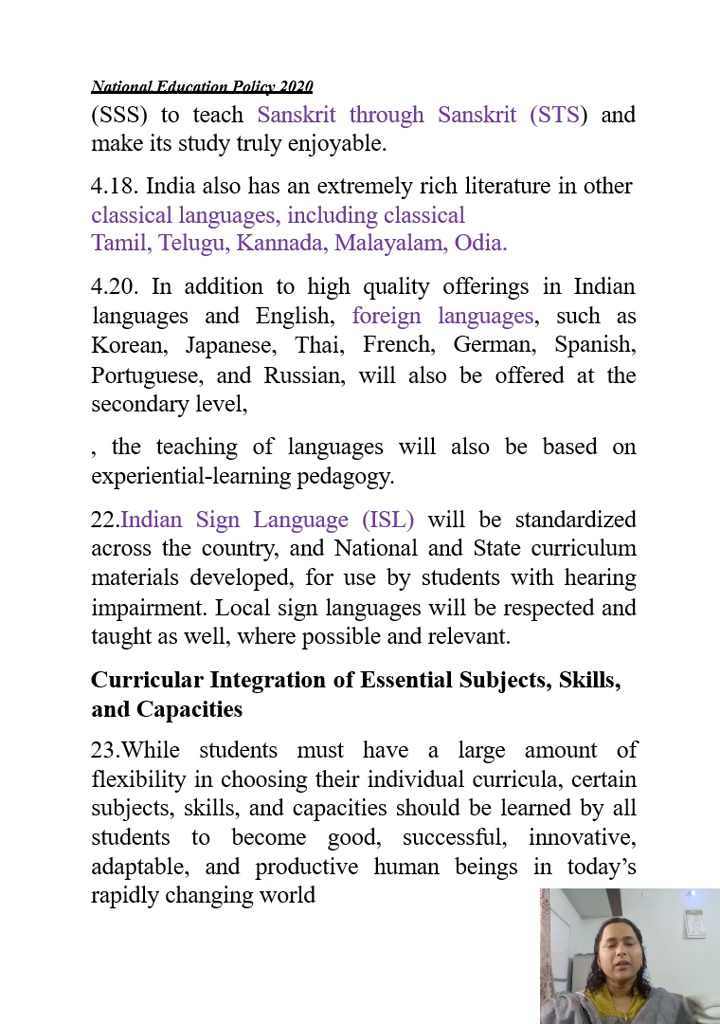 National Education Policy 2020
(SSS) to teach Sanskrit through Sanskrit (STS) and
make its study truly enjoyable.
4.18. India also has an extremely rich literature in other
classical languages, including classical
Tamil, Telugu, Kannada, Malayalam, Odia.
4.20. In addition to high quality offerings in Indian
languages and English, foreign languages, such as
Korean, Japanese, Thai, French, German, Spanish,
Portuguese, and Russian, will also be offered at the
secondary level,
, the teaching of languages will also be based on
experiential-learning pedagogy.
22.Indian Sign Language (ISL) will be standardized
across the country, and National and State curriculum
materials developed, for use by students with hearing
impairment. Local sign languages will be respected and
taught as well, where possible and relevant.
Curricular Integration of Essential Subjects, Skills,
and Capacities
23.While students must have a large amount of
flexibility in choosing their individual curricula, certain
subjects, skills, and capacities should be learned by all
students to become good, successful, innovative,
adaptable, and productive human beings in today’s
rapidly changing world